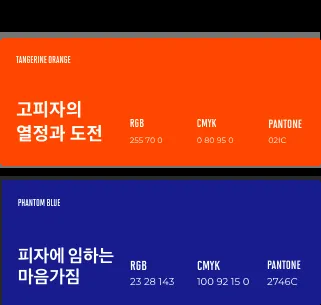 TANGERINE ORANGE
고피자의
열정과 도전
RGB
255 70 0
CMYK
0 80 95 0
PANTONE
021C
PHANTOM BLUE
피자에 임하는
마음가짐
RGB
23 28 143
CMYK
100 92 15 0
PANTONE
2746C